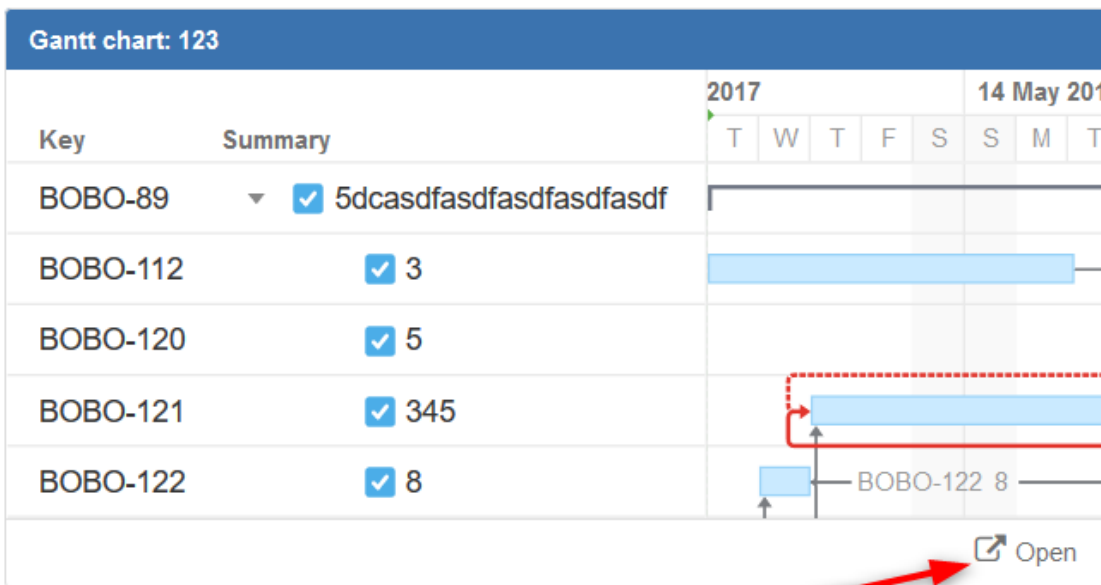 Gantt chart: 123
2017 14 May 201
Key Summary T W T F S S M T
BOBO-89 5dcasdfasdfasdfasdfasdf
BOBO-112 3
BOBO-120 5
BOBO-121 345
BOBO-122 8 BOBO-122 8
Open